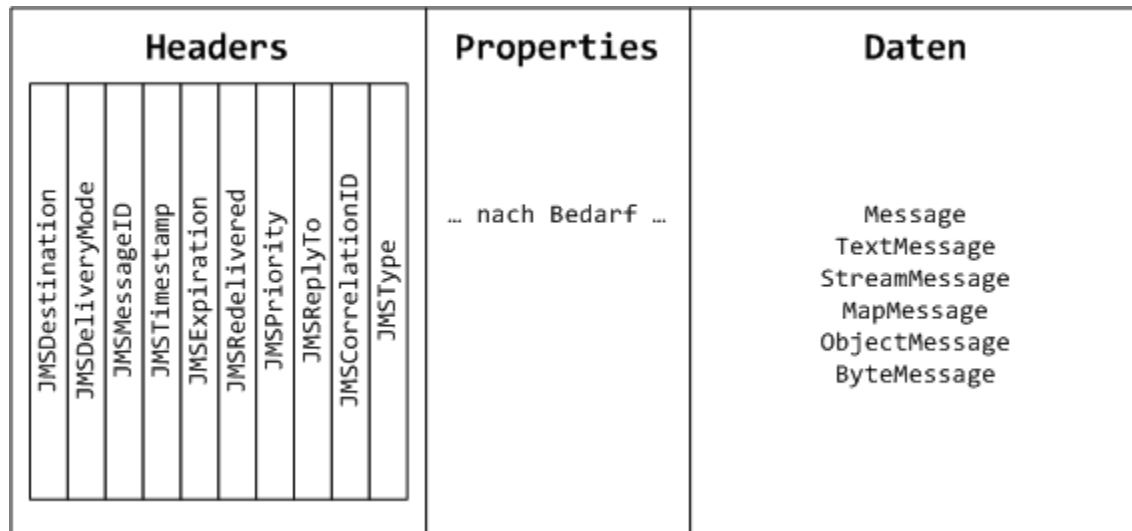 Headers
JMSDestination
JMSDeliveryMode
JMSMessageID
JMSTimestamp
JMSExpiration
JMSRedelivered
JMSPriority
JMSReplyTo
JMSCorrelationID
JMSType
Properties
… nach Bedarf …
Daten
Message
TextMessage
StreamMessage
MapMessage
ObjectMessage
ByteMessage